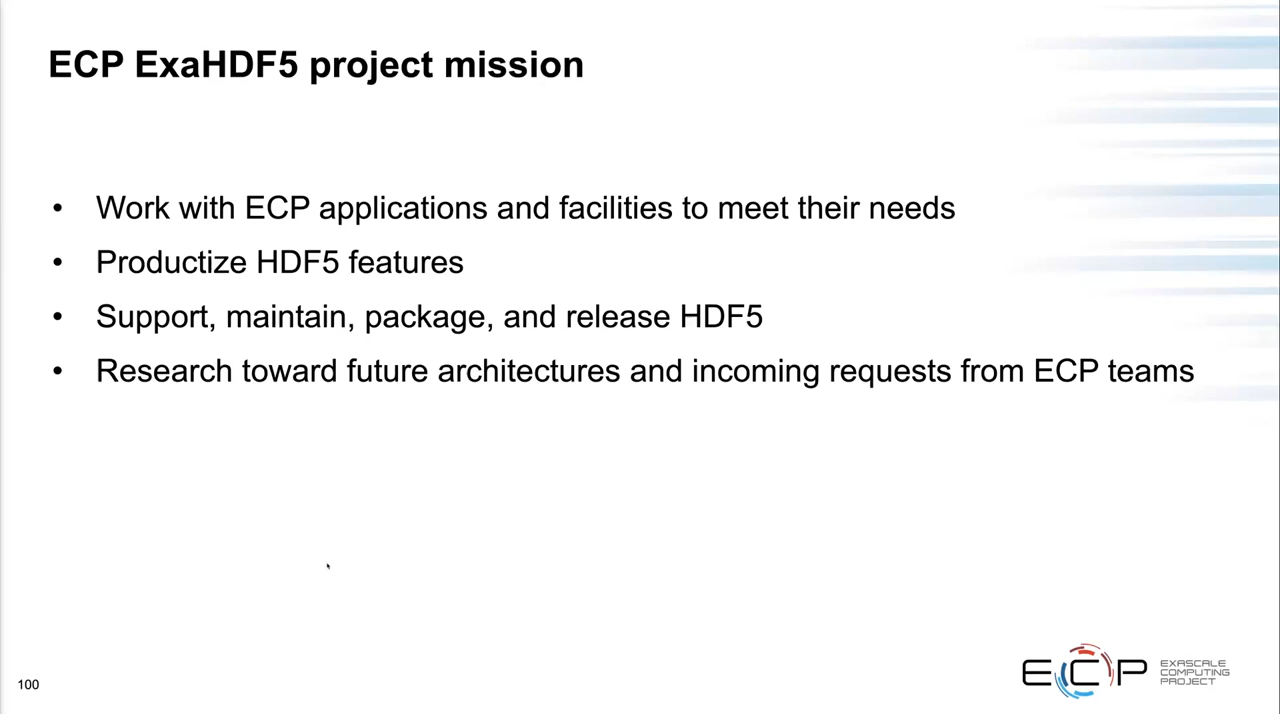 ECP ExaHDF5 project mission
• Work with ECP applications and facilities to meet their needs
• Productize HDF5 features
• Support, maintain, package, and release HDF5
• Research toward future architectures and incoming requests from ECP teams
100
ECP
EXASCALE
COMPUTING
PROJECT